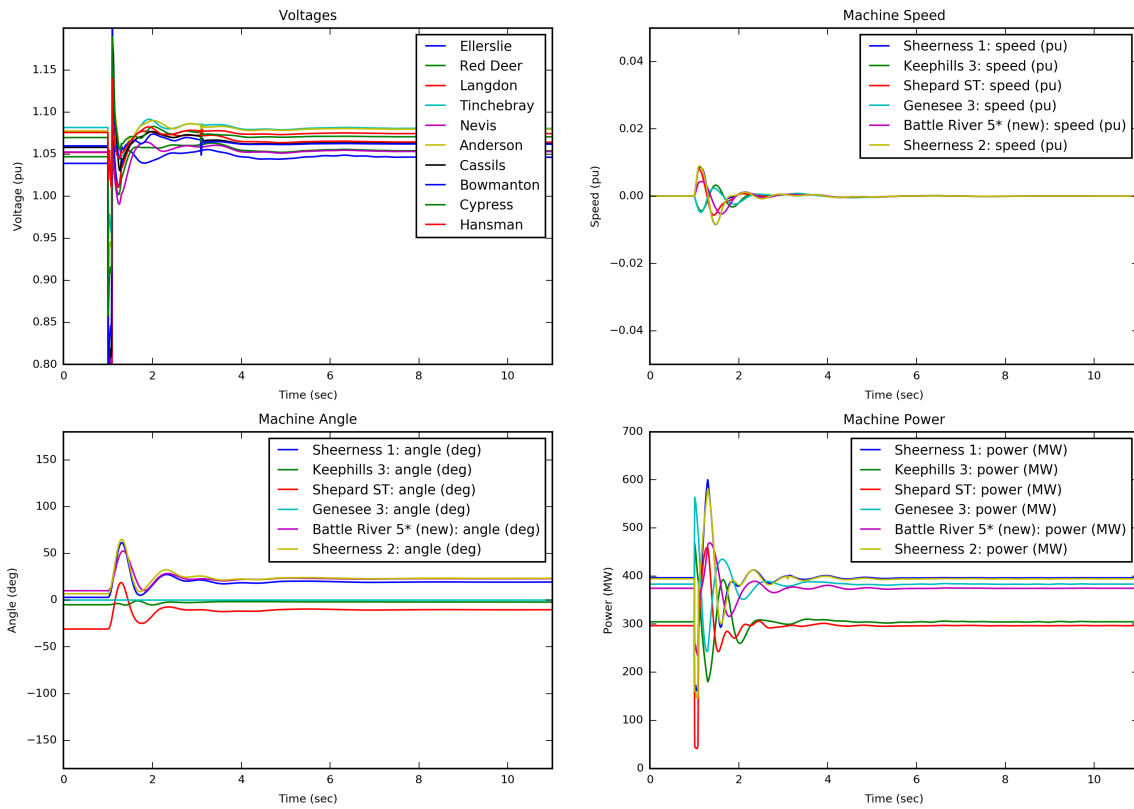 Voltages
Voltage (pu)
1.15
1.10
1.05
1.00
0.95
0.90
0.85
0.80
0 2 4 6 8 10
Time (sec)
Ellerslie
Red Deer
Langdon
Tinchebray
Nevis
Anderson
Cassils
Bowmanton
Cypress
Hansman
Machine Speed
Speed (pu)
0.04
0.02
0.00
−0.02
−0.04
0 2 4 6 8 10
Time (sec)
Sheerness 1: speed (pu)
Keephills 3: speed (pu)
Shepard ST: speed (pu)
Genesee 3: speed (pu)
Battle River 5* (new): speed (pu)
Sheerness 2: speed (pu)
Machine Angle
Angle (deg)
150
100
50
0
−50
−100
−150
0 2 4 6 8 10
Time (sec)
Sheerness 1: angle (deg)
Keephills 3: angle (deg)
Shepard ST: angle (deg)
Genesee 3: angle (deg)
Battle River 5* (new): angle (deg)
Sheerness 2: angle (deg)
Machine Power
Power (MW)
700
600
500
400
300
200
100
0
0 2 4 6 8 10
Time (sec)
Sheerness 1: power (MW)
Keephills 3: power (MW)
Shepard ST: power (MW)
Genesee 3: power (MW)
Battle River 5* (new): power (MW)
Sheerness 2: power (MW)